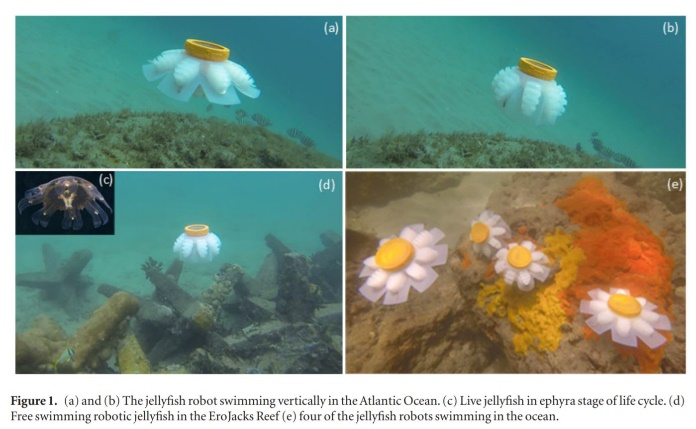 (a)
(b)
(c)
(d)
(e)
Figure 1. (a) and (b) The jellyfish robot swimming vertically in the Atlantic Ocean. (c) Live jellyfish in ephyra stage of life cycle. (d)
Free swimming robotic jellyfish in the EroJacks Reef (e) four of the jellyfish robots swimming in the ocean.